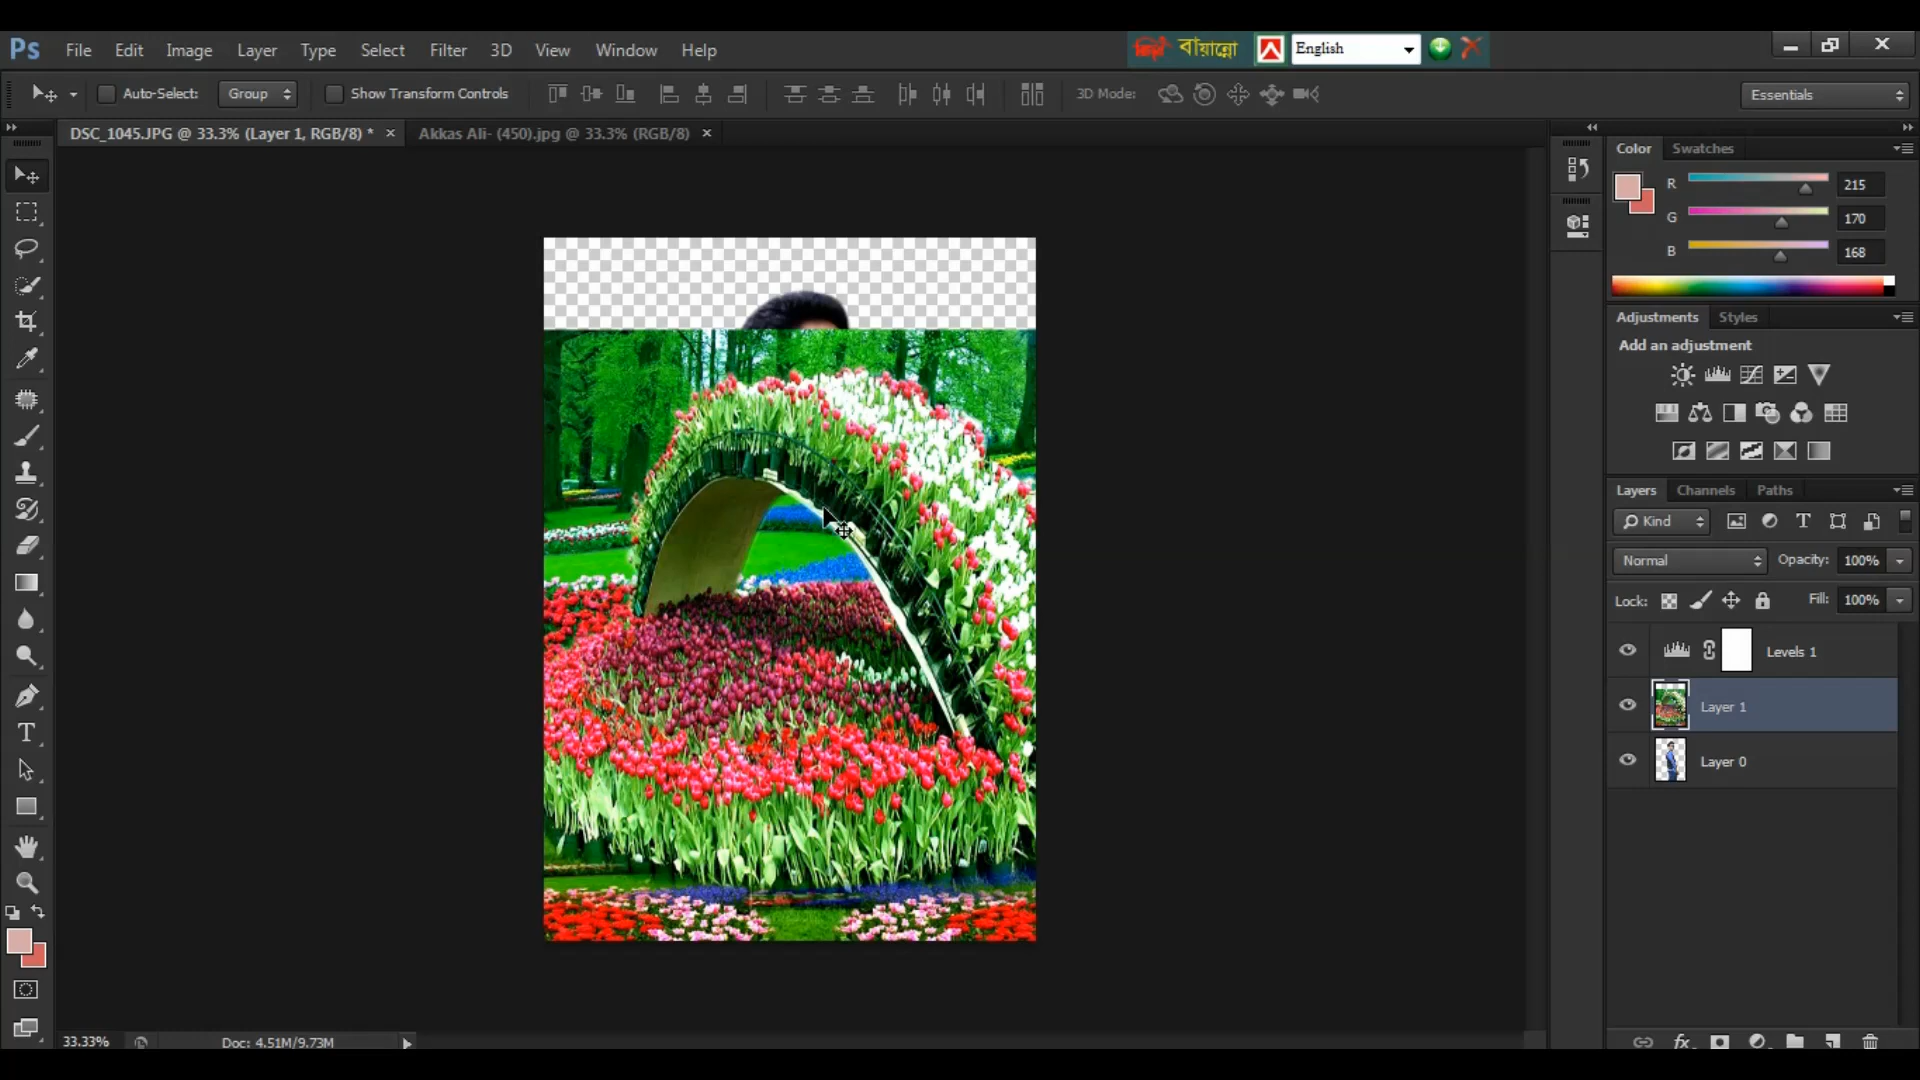 Ps File Edit Image Layer Type Select Filter 3D View Window Help
বায়ান্নো English
Auto-Select: Group Show Transform Controls 3D Mode: Essentials
DSC_1045.JPG @ 33.3% (Layer 1, RGB/8) * × Akkas Ali- (450).jpg @ 33.3% (RGB/8) ×
Color Swatches
R 215
G 170
B 168
Adjustments Styles
Add an adjustment
Layers Channels Paths
Kind
Normal Opacity: 100%
Lock: Fill: 100%
Levels 1
Layer 1
Layer 0
33.33% Doc: 4.51M/9.73M
fx